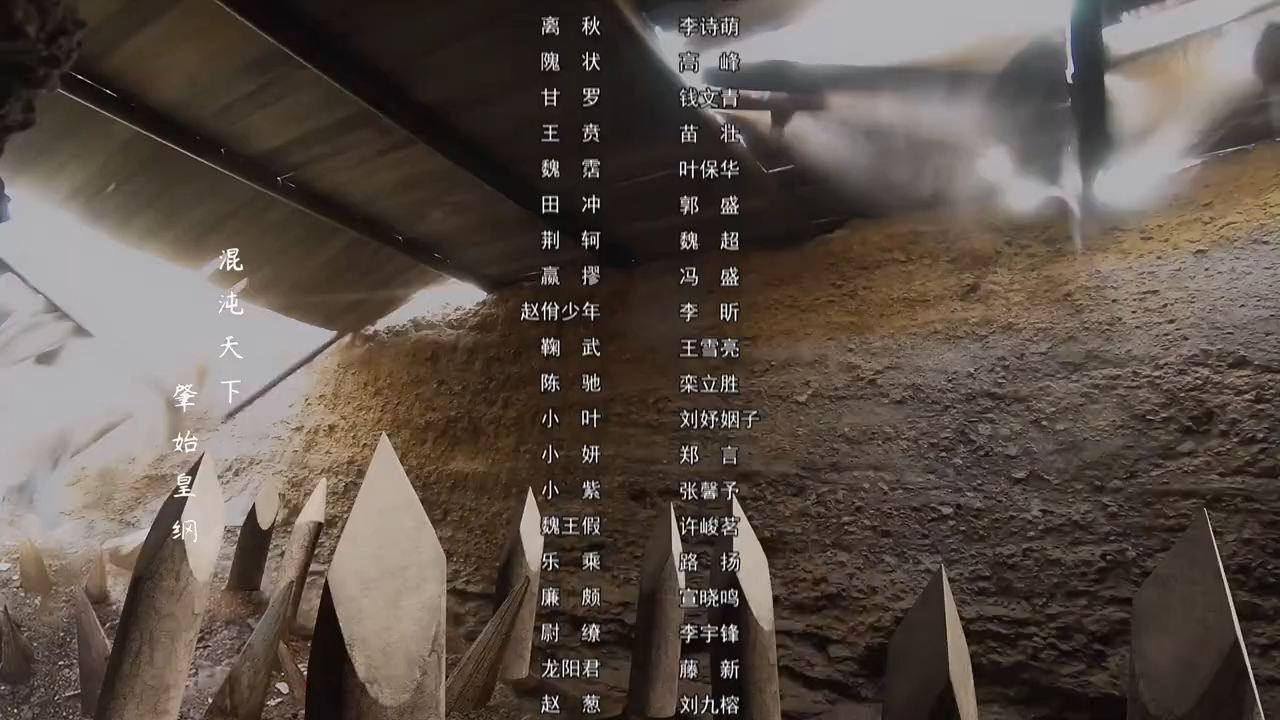 离 秋 李诗萌
隗 状 高 峰
甘 罗 钱文青
王 贲 苗 壮
魏 霑 叶保华
田 冲 郭 盛
荆 轲 魏 超
嬴 摎 冯 盛
赵佾少年 李 昕
鞠 武 王雪亮
陈 驰 栾立胜
小 叶 刘妤姻子
小 妍 郑 言
小 紫 张馨予
魏王假 许峻茗
乐 乘 路 扬
廉 颇 宣晓鸣
尉 缭 李宇锋
龙阳君 藤 新
赵 葱 刘九榕
混沌天下
肇始皇纲